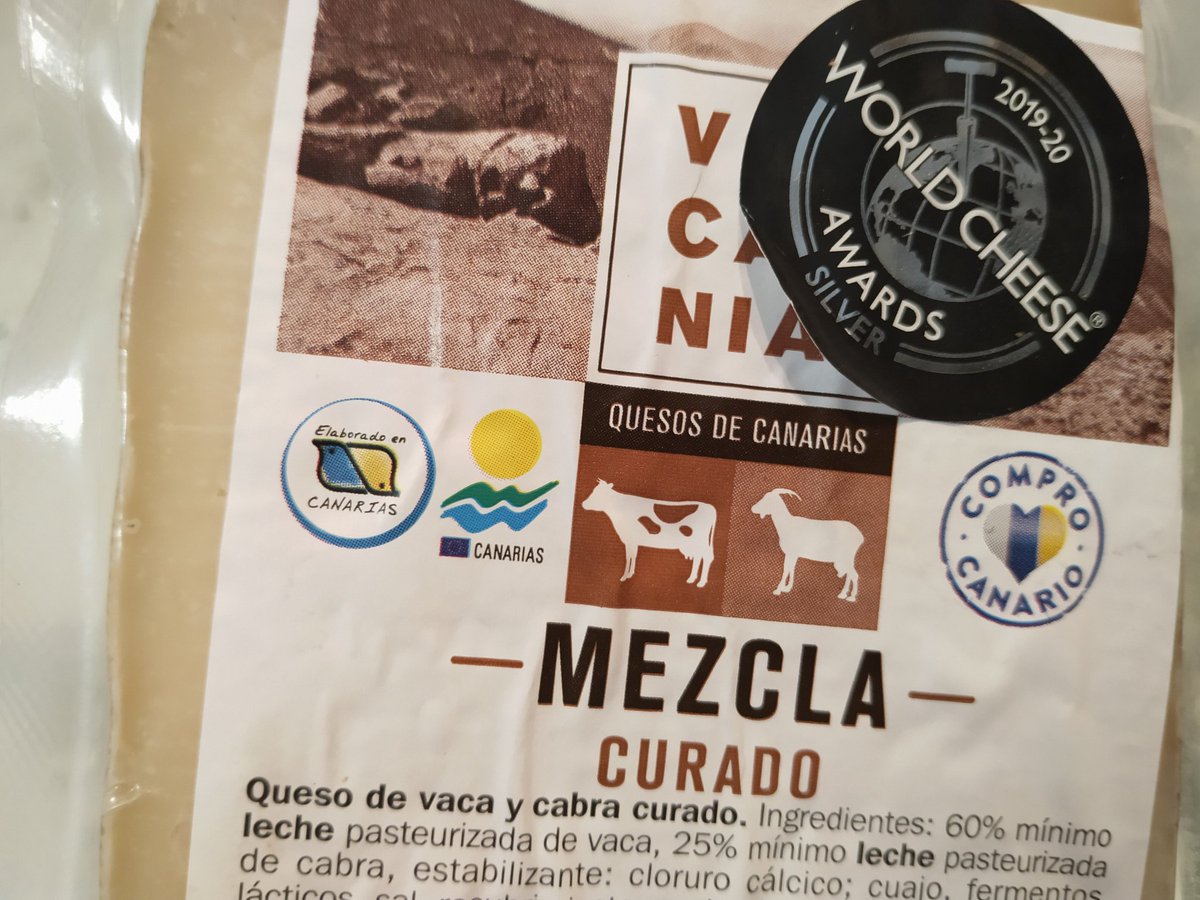 V
CA
NIA
WORLD CHEESE®
AWARDS
SILVER
2019-20
QUESOS DE CANARIAS
Elaborado en
CANARIAS
CANARIAS
COMPRO
CANARIO
MEZCLA
CURADO
Queso de vaca y cabra curado. Ingredientes: 60% mínimo
leche pasteurizada de vaca, 25% mínimo leche pasteurizada
de cabra, estabilizante: cloruro cálcico; cuajo, fermentos
lácticos, sal